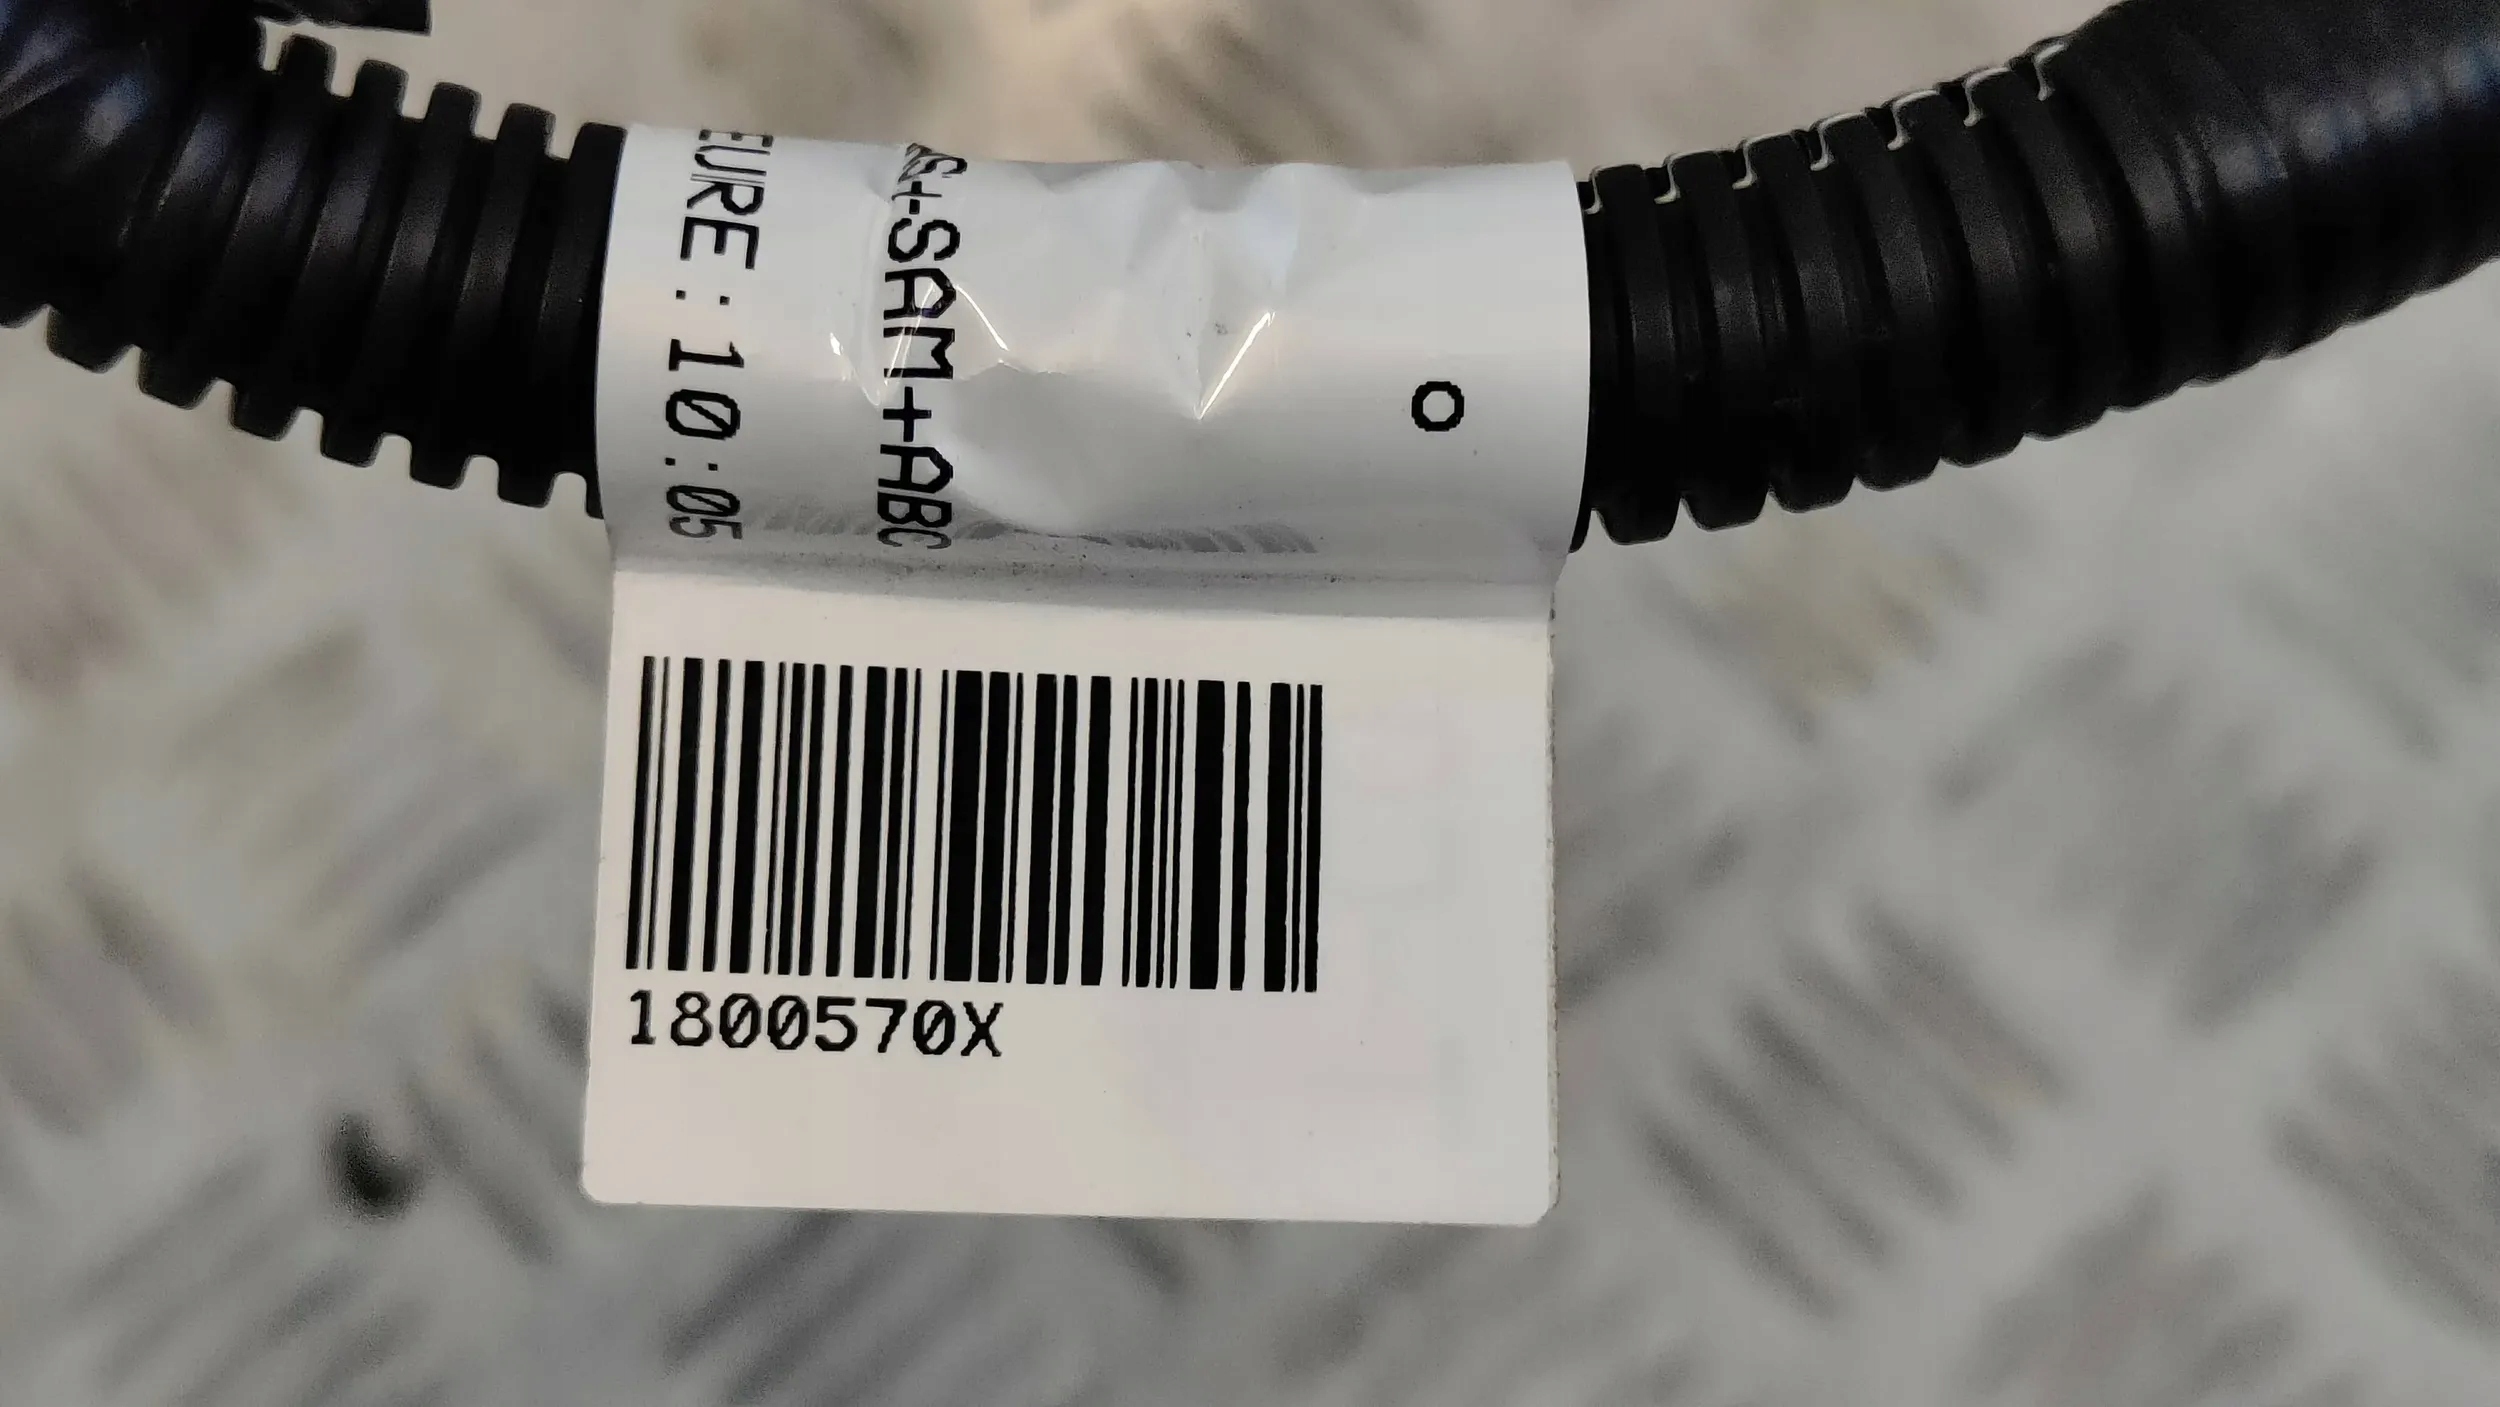 EURE : 10:05
-SAM+ABC
O
1800570X